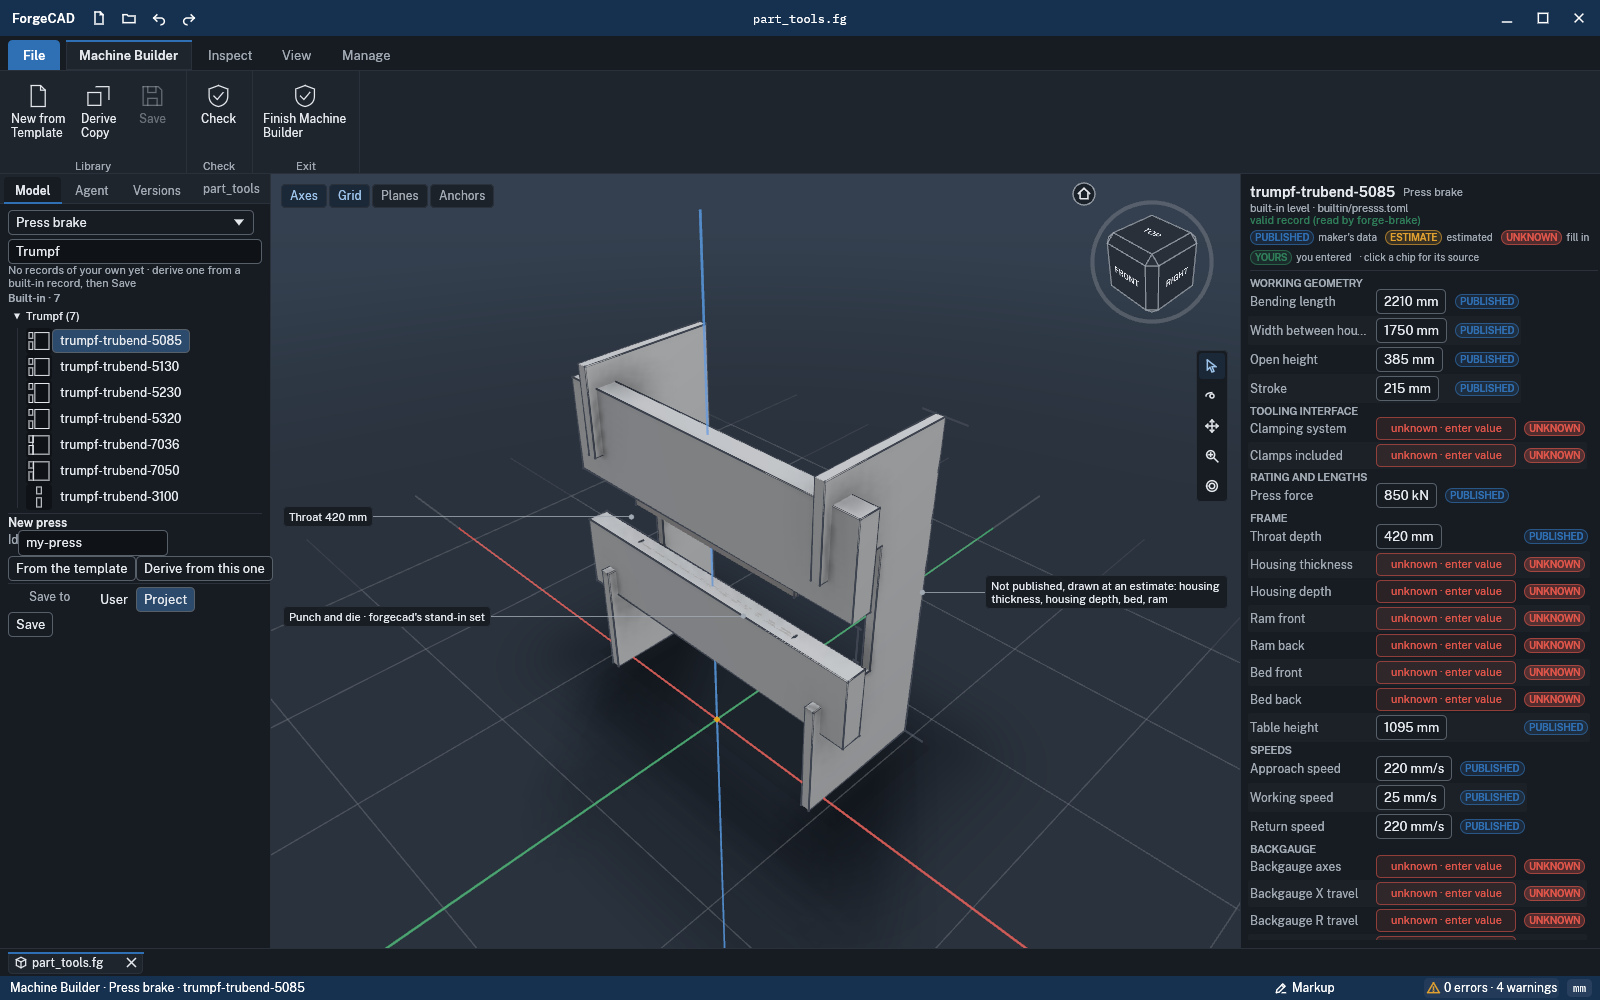 ForgeCAD
part_tools.fg
File
Machine Builder
Inspect
View
Manage
New from
Template
Derive
Copy
Save
Check
Finish Machine
Builder
Library
Check
Exit
Model
Agent
Versions
part_tools
Press brake
Trumpf
No records of your own yet · derive one from a
built-in record, then Save
Built-in · 7
Trumpf (7)
trumpf-trubend-5085
trumpf-trubend-5130
trumpf-trubend-5230
trumpf-trubend-5320
trumpf-trubend-7036
trumpf-trubend-7050
trumpf-trubend-3100
New press
Id
my-press
From the template
Derive from this one
Save to
User
Project
Save
Axes
Grid
Planes
Anchors
TOP
FRONT
RIGHT
Throat 420 mm
Punch and die · forgecad's stand-in set
Not published, drawn at an estimate: housing
thickness, housing depth, bed, ram
trumpf-trubend-5085 Press brake
built-in level · builtin/presss.toml
valid record (read by forge-brake)
PUBLISHED maker's data ESTIMATE estimated UNKNOWN fill in
YOURS you entered · click a chip for its source
WORKING GEOMETRY
Bending length 2210 mm PUBLISHED
Width between hou... 1750 mm PUBLISHED
Open height 385 mm PUBLISHED
Stroke 215 mm PUBLISHED
TOOLING INTERFACE
Clamping system unknown · enter value UNKNOWN
Clamps included unknown · enter value UNKNOWN
RATING AND LENGTHS
Press force 850 kN PUBLISHED
FRAME
Throat depth 420 mm PUBLISHED
Housing thickness unknown · enter value UNKNOWN
Housing depth unknown · enter value UNKNOWN
Ram front unknown · enter value UNKNOWN
Ram back unknown · enter value UNKNOWN
Bed front unknown · enter value UNKNOWN
Bed back unknown · enter value UNKNOWN
Table height 1095 mm PUBLISHED
SPEEDS
Approach speed 220 mm/s PUBLISHED
Working speed 25 mm/s PUBLISHED
Return speed 220 mm/s PUBLISHED
BACKGAUGE
Backgauge axes unknown · enter value UNKNOWN
Backgauge X travel unknown · enter value UNKNOWN
Backgauge R travel unknown · enter value UNKNOWN
part_tools.fg
Machine Builder · Press brake · trumpf-trubend-5085
Markup
0 errors · 4 warnings
mm